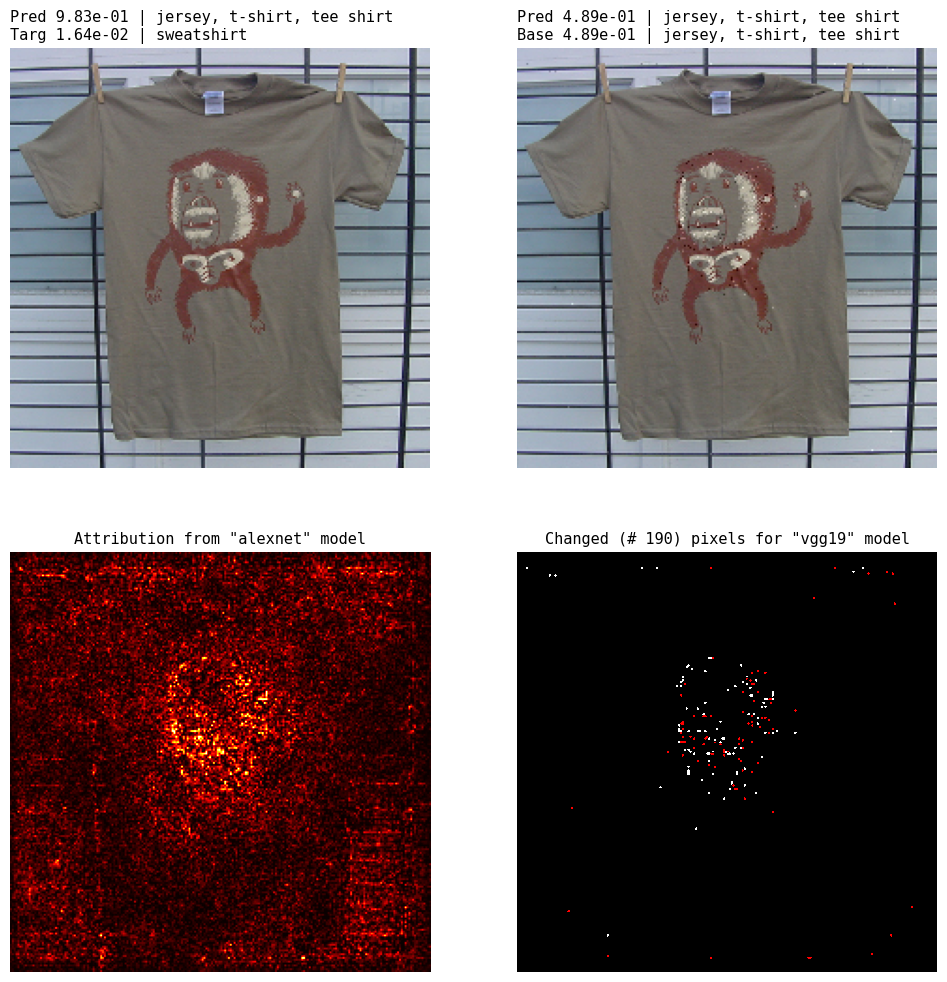 Pred 9.83e-01 | jersey, t-shirt, tee shirt
Targ 1.64e-02 | sweatshirt
Pred 4.89e-01 | jersey, t-shirt, tee shirt
Base 4.89e-01 | jersey, t-shirt, tee shirt
Attribution from "alexnet" model
Changed (# 190) pixels for "vgg19" model